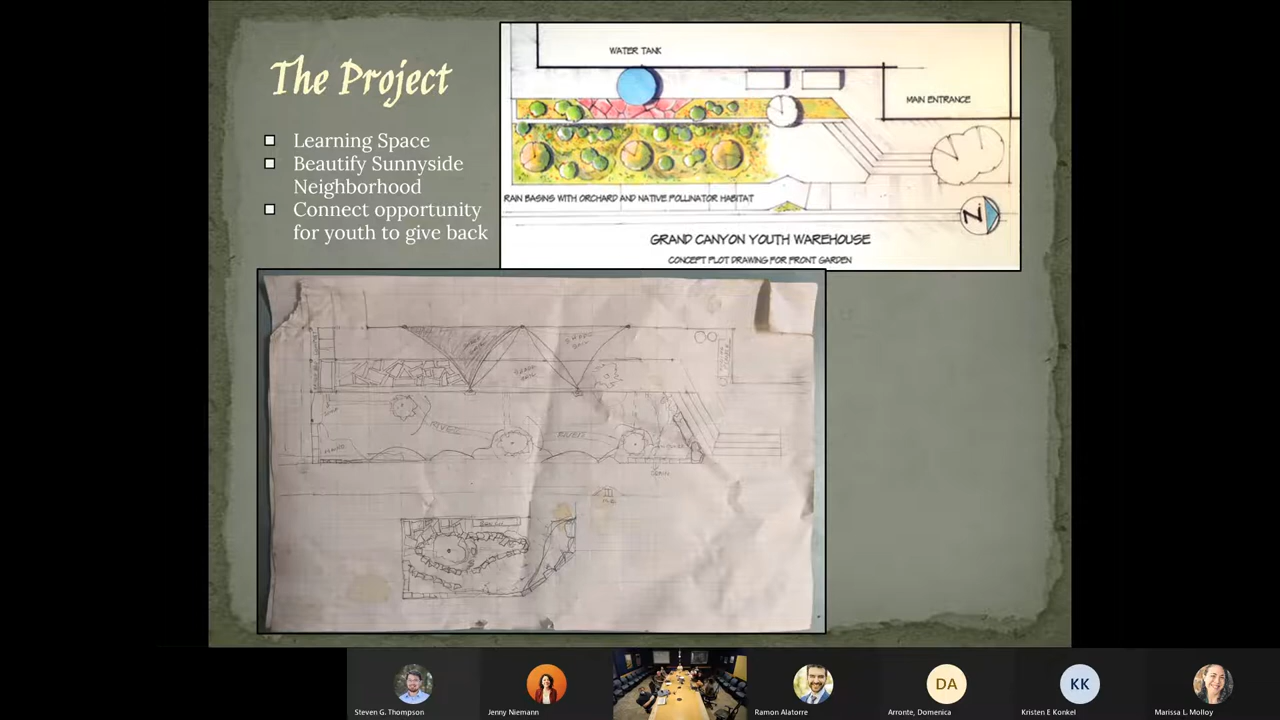 The Project
Learning Space
Beautify Sunnyside
Neighborhood
Connect opportunity
for youth to give back
WATER TANK
MAIN ENTRANCE
RAIN BASINS WITH ORCHARD AND NATIVE POLLINATOR HABITAT
N
GRAND CANYON YOUTH WAREHOUSE
CONCEPT PLOT DRAWING FOR FRONT GARDEN
Steven G. Thompson
Jenny Niemann
Ramon Alatorre
DA
Arronte, Domenica
KK
Kristen E Konkel
Marissa L. Molloy